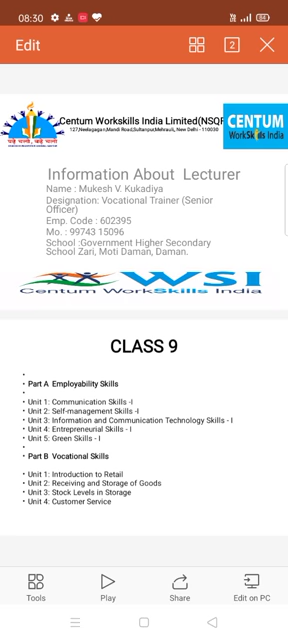 08:30
84
Edit
2
Centum Workskills India Limited(NSQF
127,Neelagagan,Mandi Road,Sultanpur,Mehrauli, New Delhi - 110030
पढ़े चलो, बढ़े चलो
CENTUM
WorkSkills INDIA
Information About Lecturer
Name : Mukesh V. Kukadiya
Designation: Vocational Trainer (Senior
Officer)
Emp. Code : 602395
Mo. : 99743 15096
School :Government Higher Secondary
School Zari, Moti Daman, Daman.
WSI
Centum WorkSkills India
CLASS 9
•
• Part A Employability Skills
•
• Unit 1: Communication Skills -I
• Unit 2: Self-management Skills -I
• Unit 3: Information and Communication Technology Skills - I
• Unit 4: Entrepreneurial Skills - I
• Unit 5: Green Skills - I
•
• Part B Vocational Skills
• Unit 1: Introduction to Retail
• Unit 2: Receiving and Storage of Goods
• Unit 3: Stock Levels in Storage
• Unit 4: Customer Service
Tools
Play
Share
Edit on PC